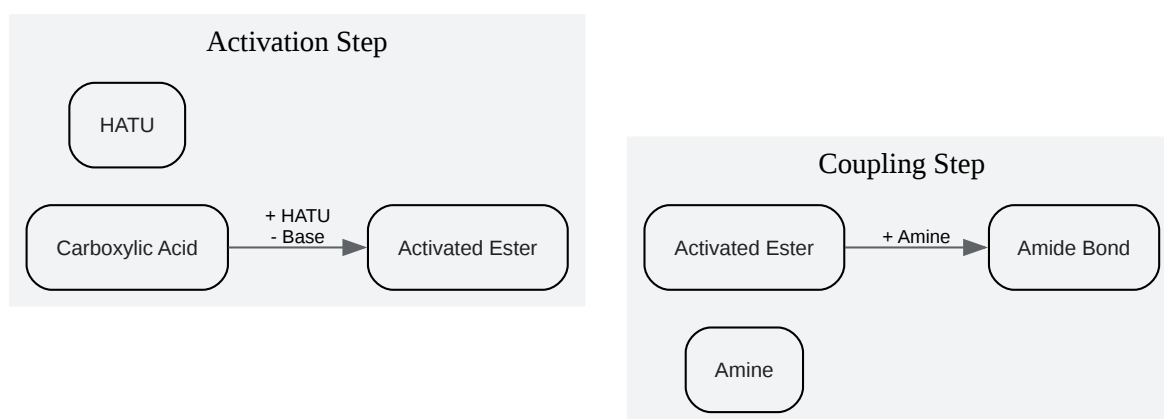 Activation Step
HATU
Carboxylic Acid
+ HATU
- Base
Activated Ester
Coupling Step
Activated Ester
+ Amine
Amide Bond
Amine